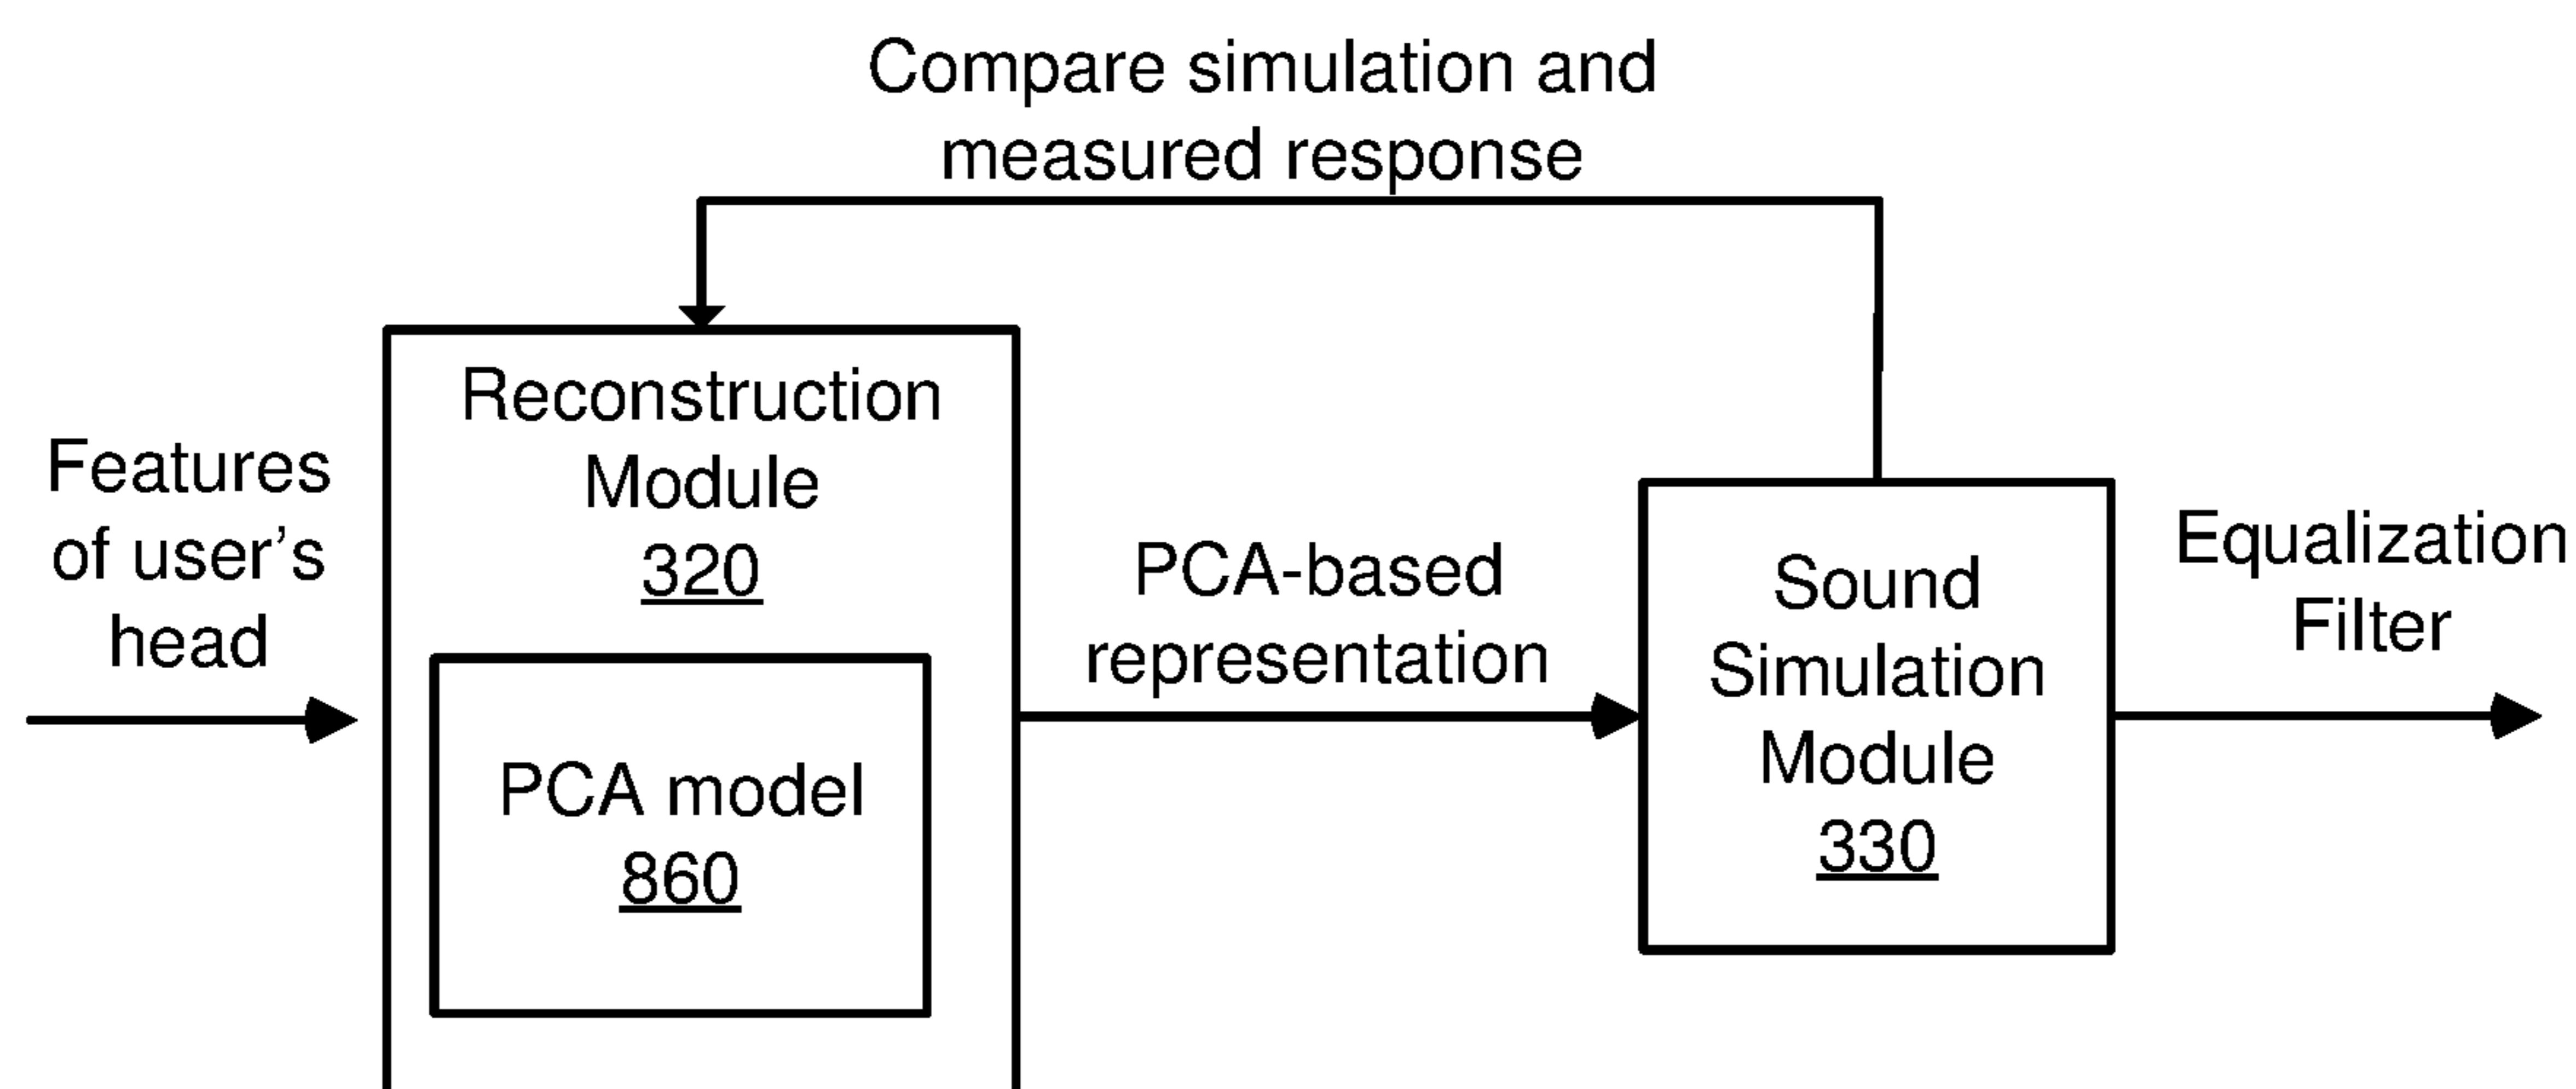 Compare simulation and
measured response
Features
of user's
head
Reconstruction
Module
320
PCA model
860
PCA-based
representation
Sound
Simulation
Module
330
Equalization
Filter